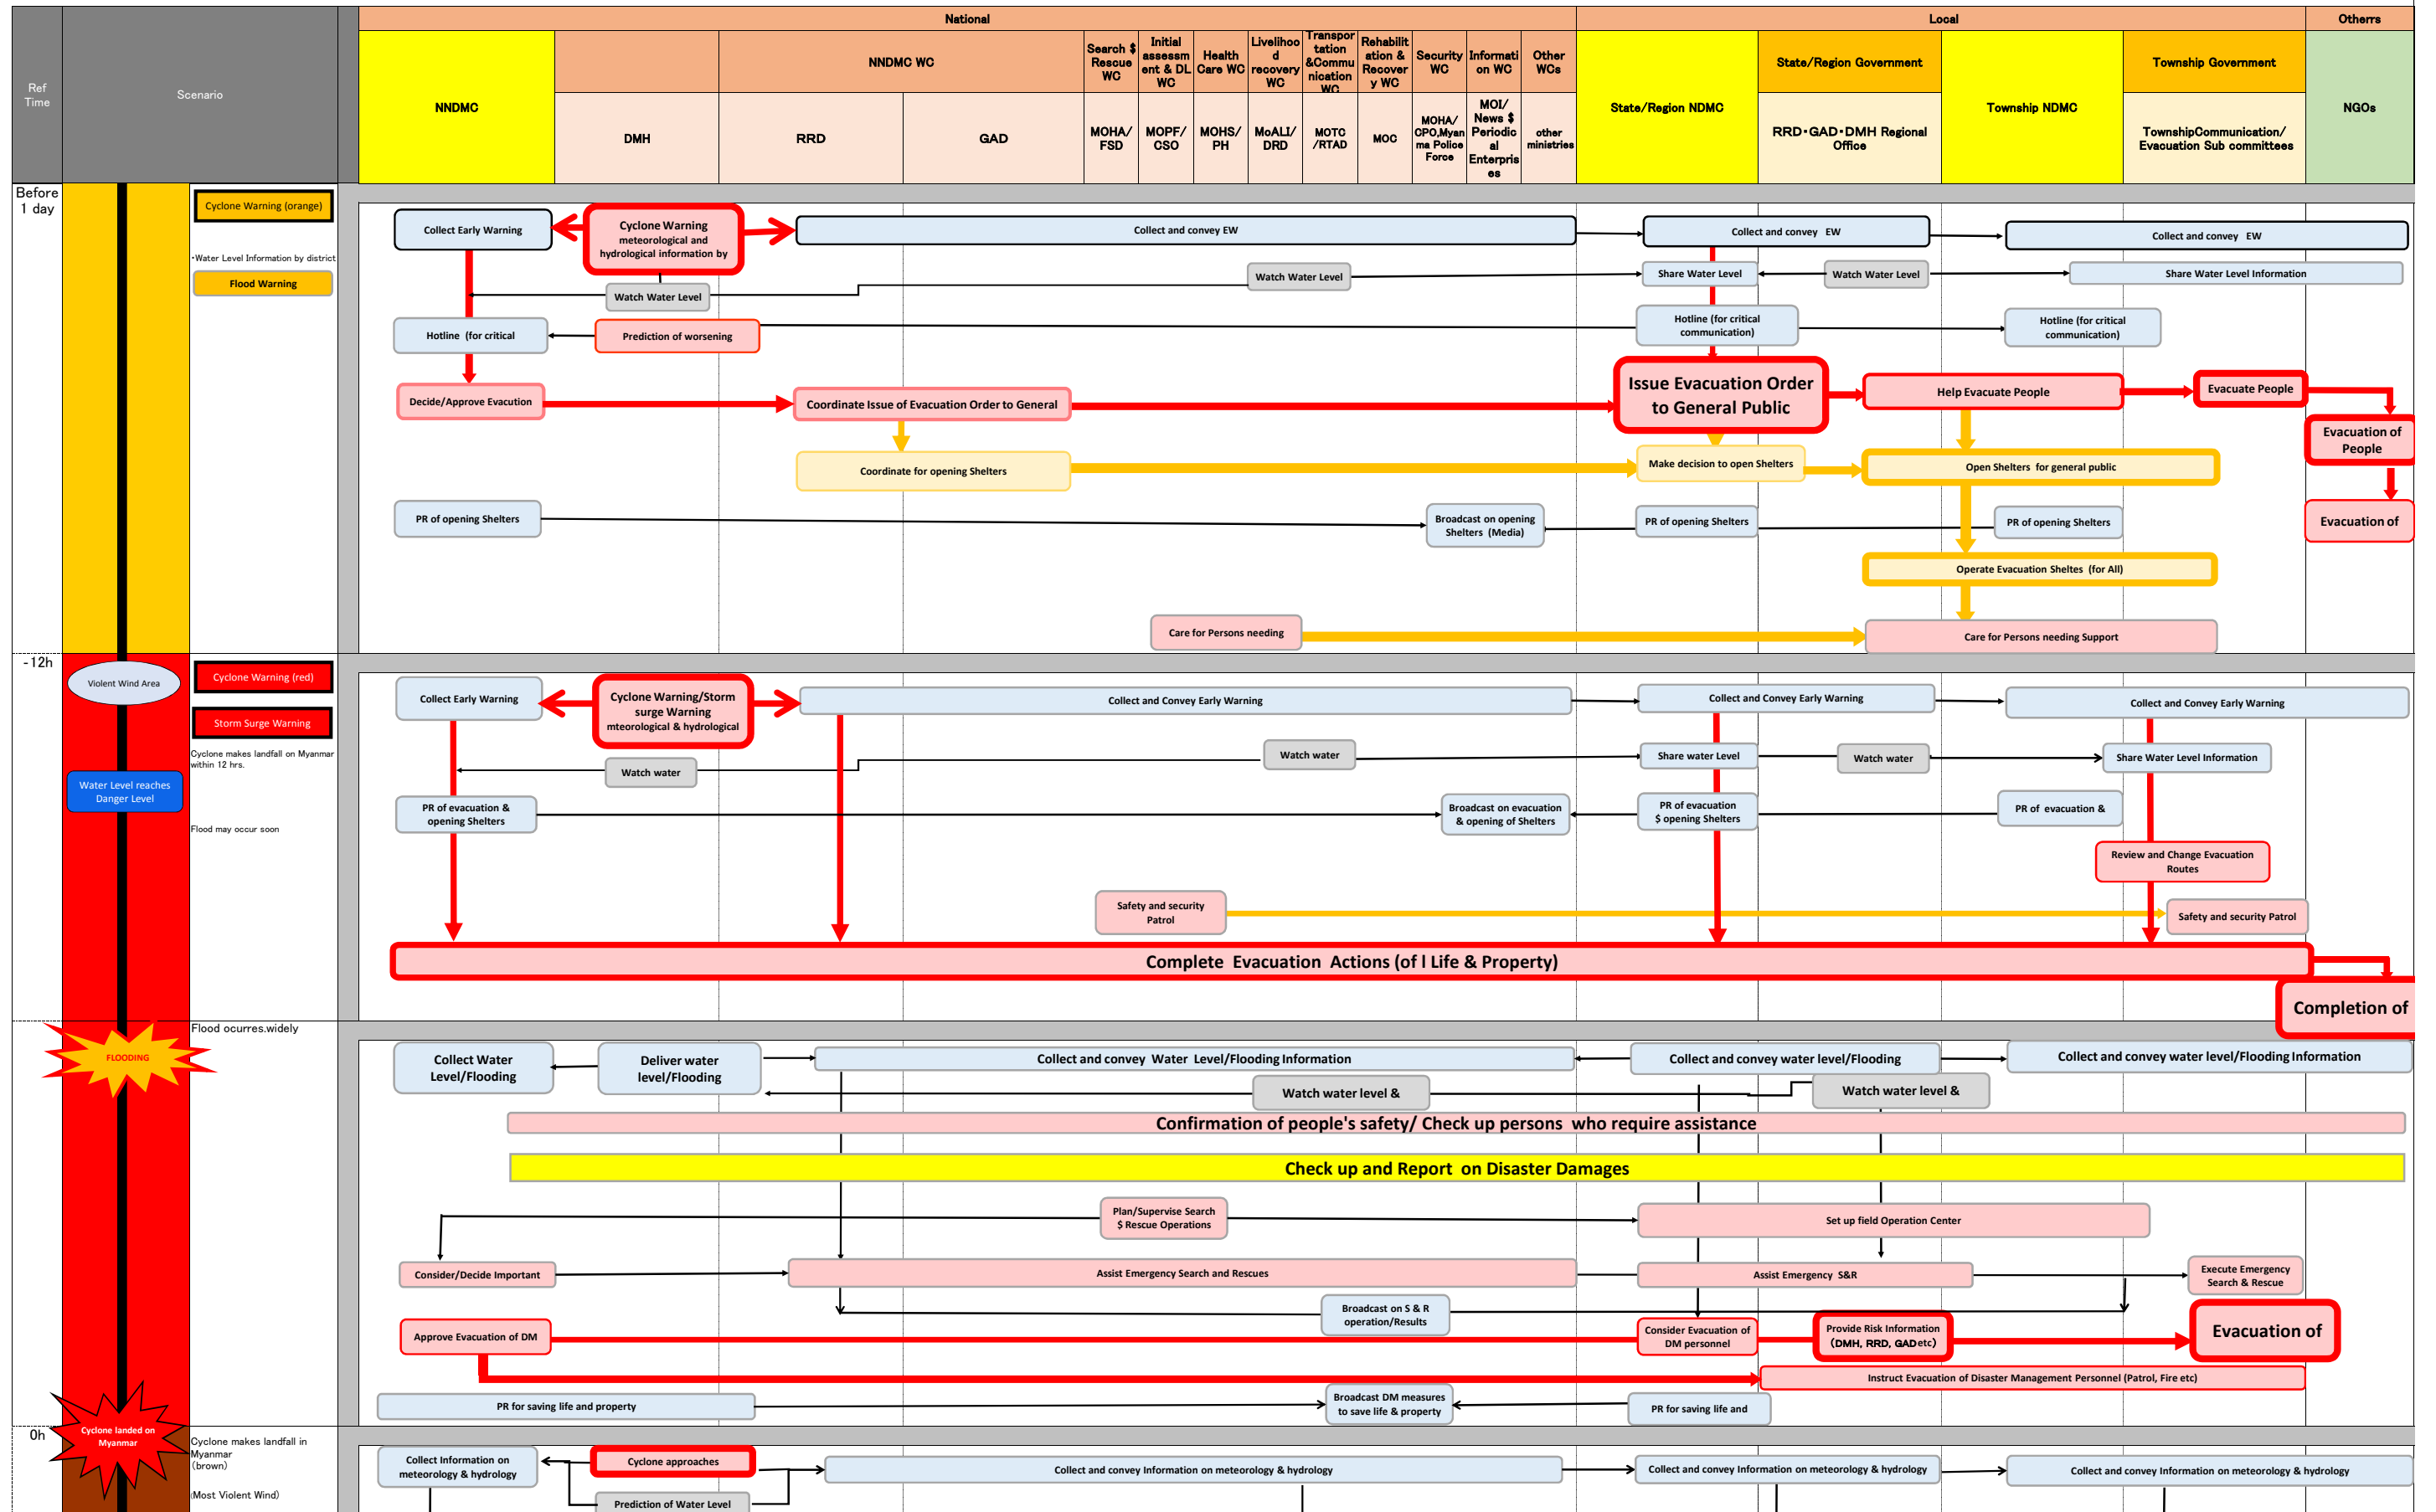 National
Local
Otherrs
Ref
Time
Scenario
NNDMC
NNDMC WC
Search $
Rescue
WC
Initial
assessm
ent & DL
WC
Health
Care WC
Livelihoo
d
recovery
WC
Transpor
tation
&Commu
nication
WC
Rehabilit
ation &
Recover
y WC
Security
WC
Informati
on WC
Other
WCs
State/Region NDMC
State/Region Government
Township NDMC
Township Government
NGOs
DMH
RRD
GAD
MOHA/
FSD
MOPF/
CSO
MOHS/
PH
MoALI/
DRD
MOTC
/RTAD
MOC
MOHA/
CPO,Myan
ma Police
Force
MOI/
News $
Periodic
al
Enterpris
es
other
ministries
RRD・GAD・DMH Regional
Office
TownshipCommunication/
Evacuation Sub committees
Before
1 day
Cyclone Warning (orange)
・Water Level Information by district
Flood Warning
Collect Early Warning
Cyclone Warning
meteorological and
hydrological information by
Collect and convey EW
Collect and convey EW
Collect and convey EW
Watch Water Level
Watch Water Level
Share Water Level
Watch Water Level
Share Water Level Information
Hotline (for critical
Prediction of worsening
Hotline (for critical
communication)
Hotline (for critical
communication)
Decide/Approve Evacution
Coordinate Issue of Evacuation Order to General
Issue Evacuation Order
to General Public
Help Evacuate People
Evacuate People
Evacuation of
People
Coordinate for opening Shelters
Make decision to open Shelters
Open Shelters for general public
PR of opening Shelters
Broadcast on opening
Shelters (Media)
PR of opening Shelters
PR of opening Shelters
Evacuation of
Operate Evacuation Sheltes (for All)
Care for Persons needing
Care for Persons needing Support
-12h
Violent Wind Area
Cyclone Warning (red)
Storm Surge Warning
Cyclone makes landfall on Myanmar
within 12 hrs.
Water Level reaches
Danger Level
Flood may occur soon
Collect Early Warning
Cyclone Warning/Storm
surge Warning
mteorological & hydrological
Collect and Convey Early Warning
Collect and Convey Early Warning
Collect and Convey Early Warning
Watch water
Watch water
Share water Level
Watch water
Share Water Level Information
PR of evacuation &
opening Shelters
Broadcast on evacuation
& opening of Shelters
PR of evacuation
$ opening Shelters
PR of evacuation &
Review and Change Evacuation
Routes
Safety and security
Patrol
Safety and security Patrol
Complete Evacuation Actions (of l Life & Property)
Completion of
Flood ocurres.widely
FLOODING
Collect Water
Level/Flooding
Deliver water
level/Flooding
Collect and convey Water Level/Flooding Information
Collect and convey water level/Flooding
Collect and convey water level/Flooding Information
Watch water level &
Watch water level &
Confirmation of people's safety/ Check up persons who require assistance
Check up and Report on Disaster Damages
Plan/Supervise Search
$ Rescue Operations
Set up field Operation Center
Consider/Decide Important
Assist Emergency Search and Rescues
Assist Emergency S&R
Execute Emergency
Search & Rescue
Broadcast on S & R
operation/Results
Approve Evacuation of DM
Consider Evacuation of
DM personnel
Provide Risk Information
(DMH, RRD, GAD etc)
Evacuation of
Instruct Evacuation of Disaster Management Personnel (Patrol, Fire etc)
PR for saving life and property
Broadcast DM measures
to save life & property
PR for saving life and
0h
Cyclone landed on
Myanmar
Cyclone makes landfall in
Myanmar
(brown)
(Most Violent Wind)
Collect Information on
meteorology & hydrology
Cyclone approaches
Collect and convey Information on meteorology & hydrology
Collect and convey Information on meteorology & hydrology
Collect and convey Information on meteorology & hydrology
Prediction of Water Level